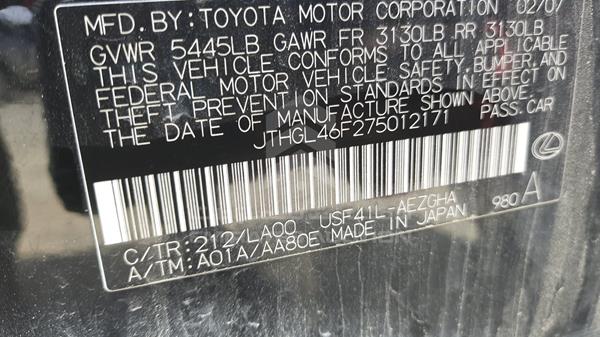 MFD. BY: TOYOTA MOTOR CORPORATION 02/07
GVWR 5445LB GAWR FR 3130LB RR 3130LB
THIS VEHICLE CONFORMS TO ALL APPLICABLE
FEDERAL MOTOR VEHICLE SAFETY, BUMPER, AND
THEFT PREVENTION STANDARDS IN EFFECT ON
THE DATE OF MANUFACTURE SHOWN ABOVE.
JTHGL46F275012171 PASS. CAR
C/TR: 212/LA00 USF41L-AEZGHA 980 A
A/TM: A01A/AA80E MADE IN JAPAN